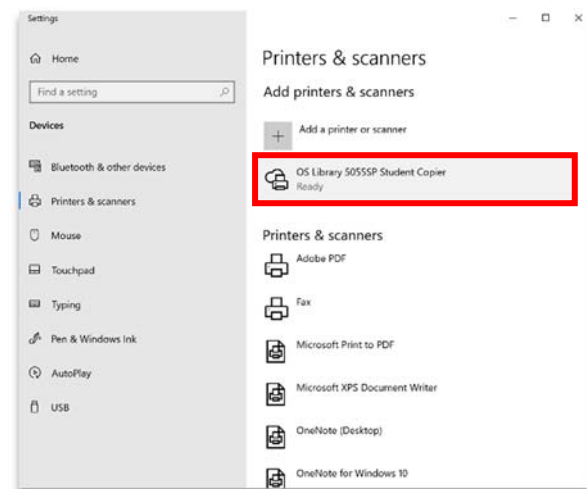 Settings
Home
Find a setting
Devices
Bluetooth & other devices
Printers & scanners
Mouse
Touchpad
Typing
Pen & Windows Ink
AutoPlay
USB
Printers & scanners
Add printers & scanners
Add a printer or scanner
OS Library 5055SP Student Copier
Ready
Printers & scanners
Adobe PDF
Fax
Microsoft Print to PDF
Microsoft XPS Document Writer
OneNote (Desktop)
OneNote for Windows 10